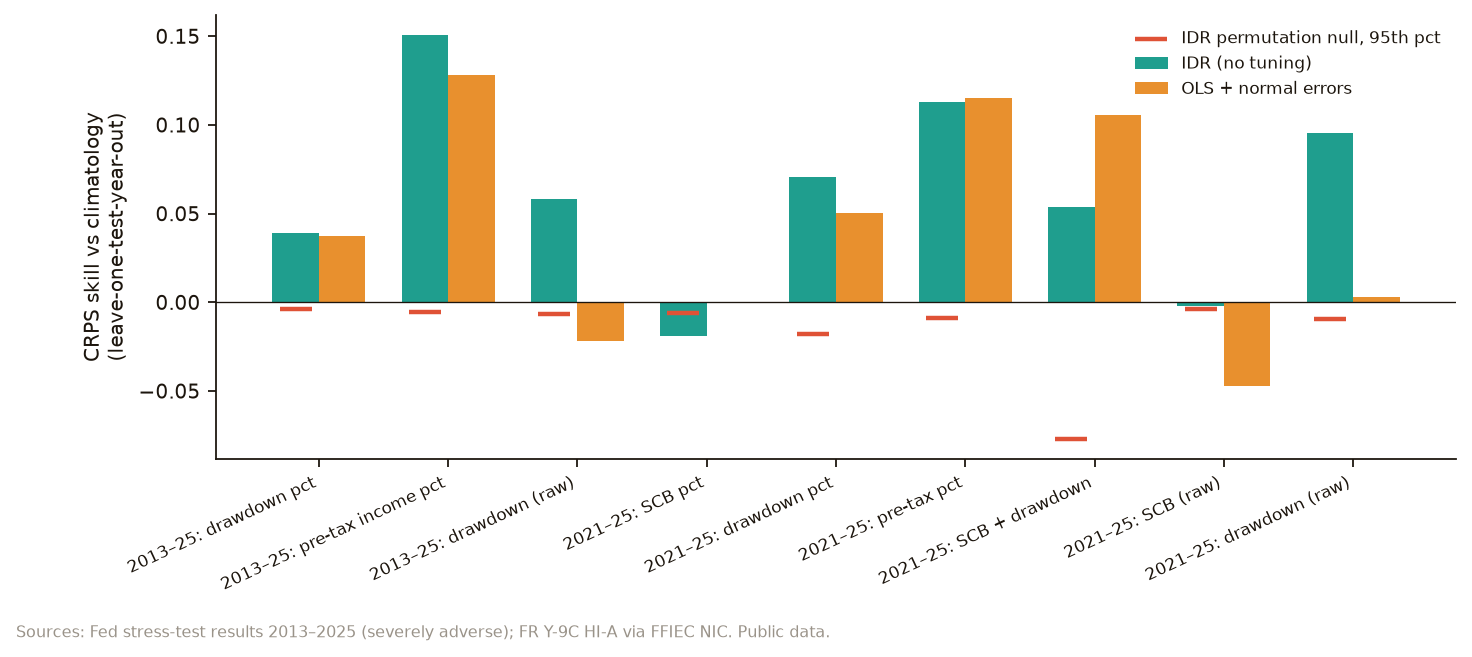 CRPS skill vs climatology
(leave-one-test-year-out)
0.15
0.10
0.05
0.00
−0.05
IDR permutation null, 95th pct
IDR (no tuning)
OLS + normal errors
2013–25: drawdown pct
2013–25: pre-tax income pct
2013–25: drawdown (raw)
2021–25: SCB pct
2021–25: drawdown pct
2021–25: pre-tax pct
2021–25: SCB + drawdown
2021–25: SCB (raw)
2021–25: drawdown (raw)
Sources: Fed stress-test results 2013–2025 (severely adverse); FR Y-9C HI-A via FFIEC NIC. Public data.